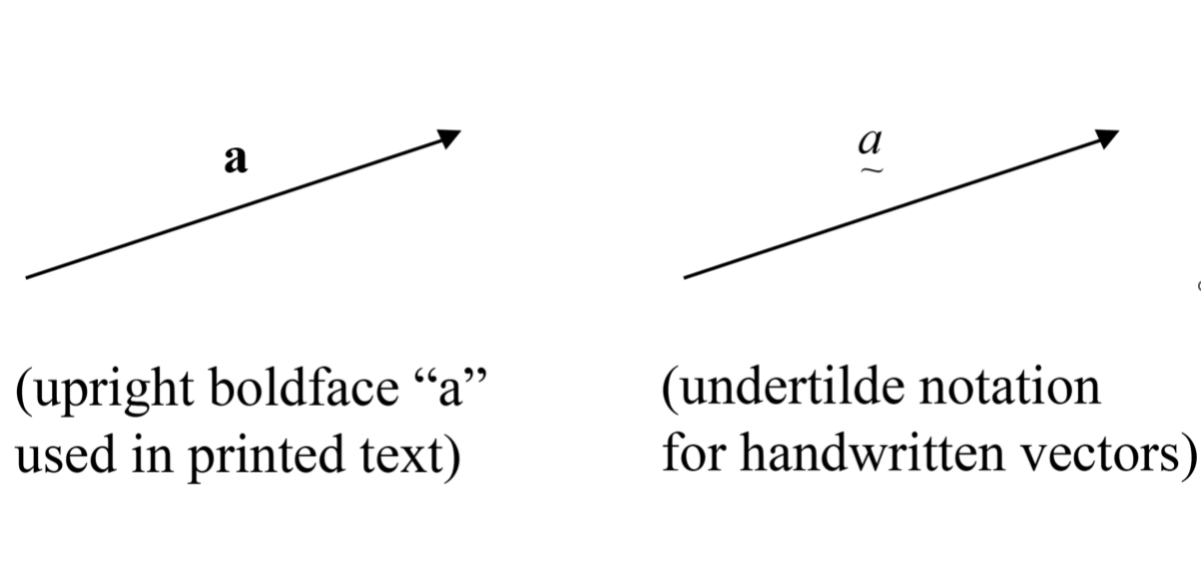 a
a
~
(upright boldface “a”
used in printed text)
(undertilde notation
for handwritten vectors)